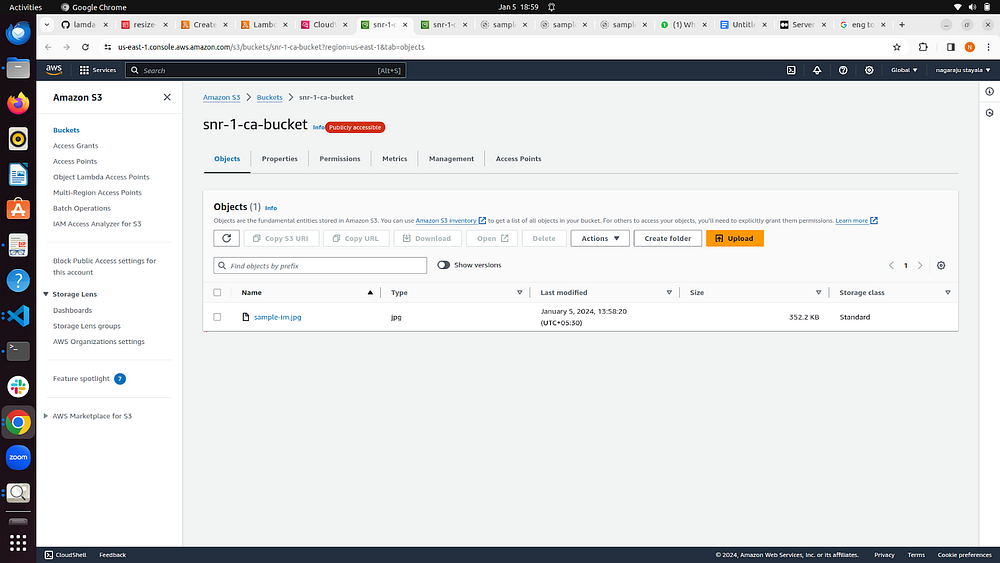 Activities
Google Chrome
Jan 5 18:59
lamda
resize
Create
Lamb
Cloud
snr-1-c
snr-1-c
sampl
sampl
sampl
(1) Wh
Untitl
Server
eng to
us-east-1.console.aws.amazon.com/s3/buckets/snr-1-ca-bucket?region=us-east-1&tab=objects
N
aws
Services
Search
[Alt+S]
Global
nagaraju stayala
Amazon S3
Buckets
Access Grants
Access Points
Object Lambda Access Points
Multi-Region Access Points
Batch Operations
IAM Access Analyzer for S3
Block Public Access settings for
this account
Storage Lens
Dashboards
Storage Lens groups
AWS Organizations settings
Feature spotlight 7
AWS Marketplace for S3
Amazon S3 > Buckets > snr-1-ca-bucket
snr-1-ca-bucket Info Publicly accessible
Objects
Properties
Permissions
Metrics
Management
Access Points
Objects (1) Info
Objects are the fundamental entities stored in Amazon S3. You can use Amazon S3 inventory to get a list of all objects in your bucket. For others to access your objects, you'll need to explicitly grant them permissions. Learn more
Copy S3 URI
Copy URL
Download
Open
Delete
Actions
Create folder
Upload
Find objects by prefix
Show versions
1
Name
Type
Last modified
Size
Storage class
sample-im.jpg
jpg
January 5, 2024, 13:58:20
(UTC+05:30)
352.2 KB
Standard
zoom
CloudShell
Feedback
© 2024, Amazon Web Services, Inc. or its affiliates.
Privacy
Terms
Cookie preferences